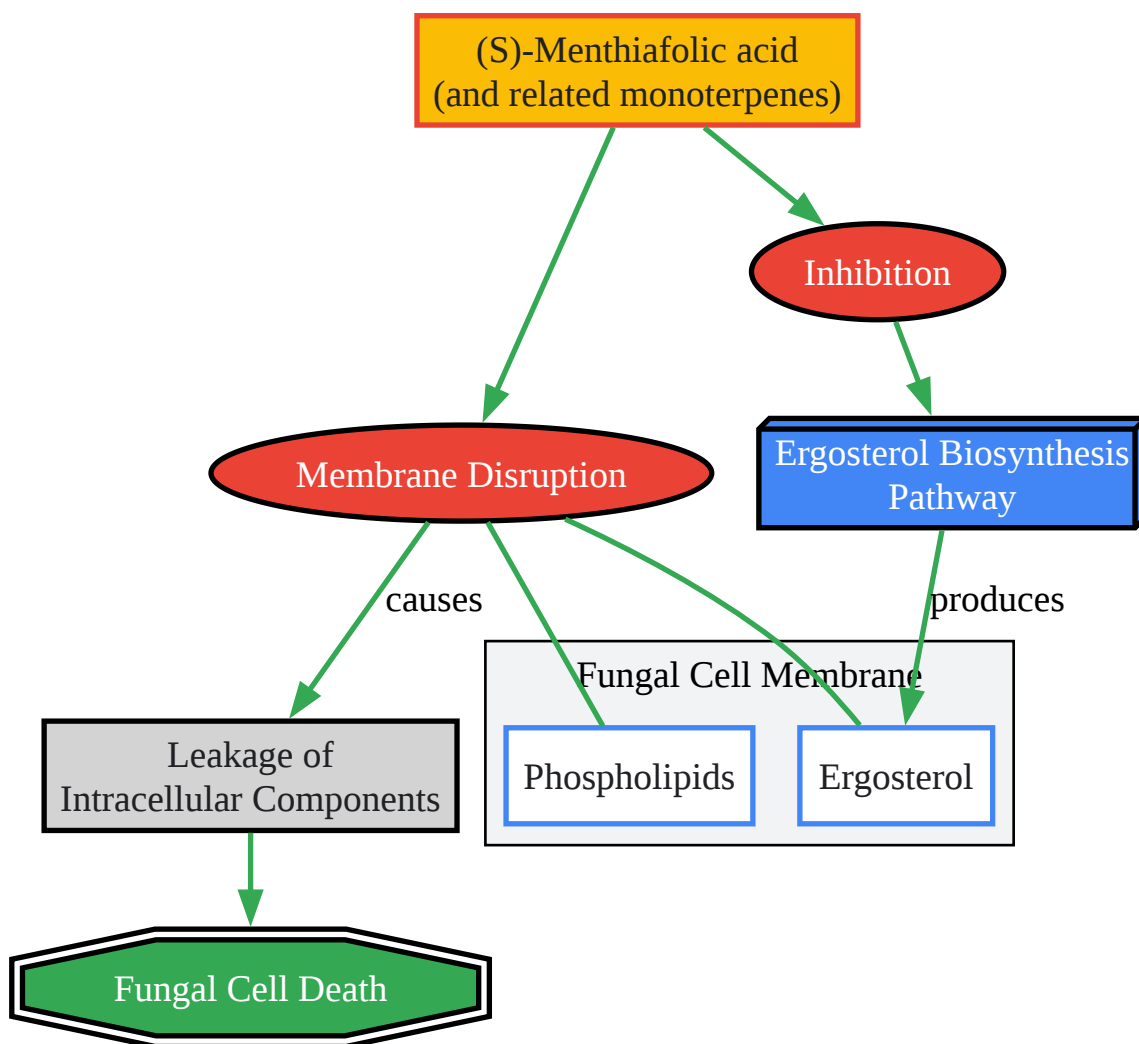 (S)-Menthiafolic acid
(and related monoterpenes)
Inhibition
Membrane Disruption
Ergosterol Biosynthesis
Pathway
causes
produces
Fungal Cell Membrane
Leakage of
Intracellular Components
Phospholipids
Ergosterol
Fungal Cell Death